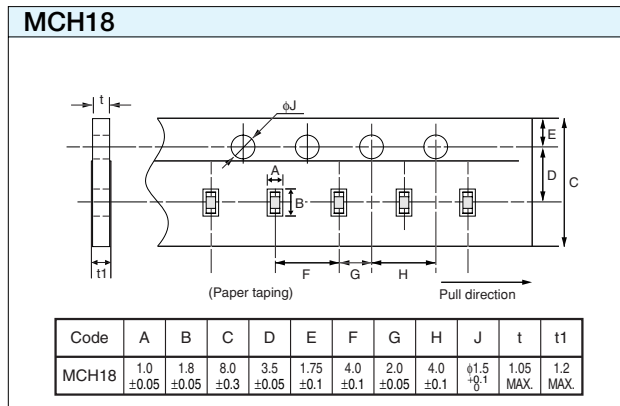 MCH18
t
φJ
E
A
D
C
B
F
G
H
t1
(Paper taping)
Pull direction
Code A B C D E F G H J t t1
MCH18 1.0 ±0.05 1.8 ±0.05 8.0 ±0.3 3.5 ±0.05 1.75 ±0.1 4.0 ±0.1 2.0 ±0.05 4.0 ±0.1 φ1.5 +0.1 0 1.05 MAX. 1.2 MAX.